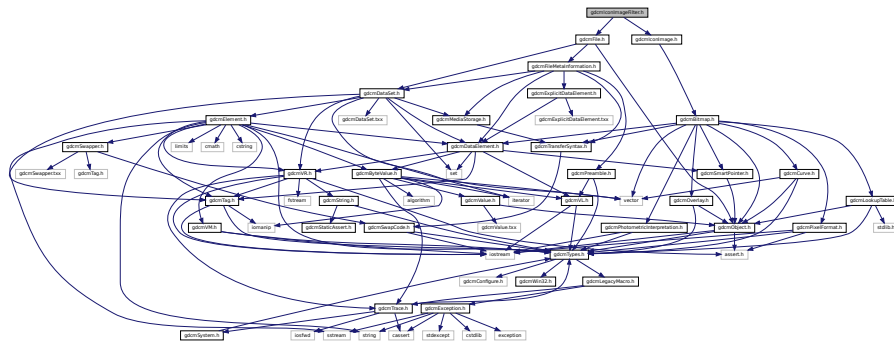 gdcmIconImageFilter.h
gdcmFile.h
gdcmIconImage.h
gdcmFileMetaInformation.h
gdcmDataSet.h
gdcmExplicitDataElement.h
gdcmElement.h
gdcmDataSet.txx
gdcmMediaStorage.h
gdcmExplicitDataElement.txx
gdcmBitmap.h
gdcmSwapper.h
limits
cmath
cstring
gdcmDataElement.h
gdcmTransferSyntax.h
gdcmSwapper.txx
gdcmTag.h
gdcmVR.h
gdcmByteValue.h
set
gdcmPreamble.h
gdcmSmartPointer.h
gdcmCurve.h
gdcmTag.h
fstream
gdcmString.h
algorithm
gdcmValue.h
iterator
gdcmVL.h
vector
gdcmOverlay.h
gdcmLookupTable.h
gdcmVM.h
iomanip
gdcmStaticAssert.h
gdcmSwapCode.h
gdcmValue.txx
gdcmPhotometricInterpretation.h
gdcmObject.h
gdcmPixelFormat.h
stdlib.h
iostream
gdcmTypes.h
assert.h
gdcmConfigure.h
gdcmWin32.h
gdcmLegacyMacro.h
gdcmTrace.h
gdcmException.h
gdcmSystem.h
iosfwd
sstream
string
cassert
stdexcept
cstdlib
exception